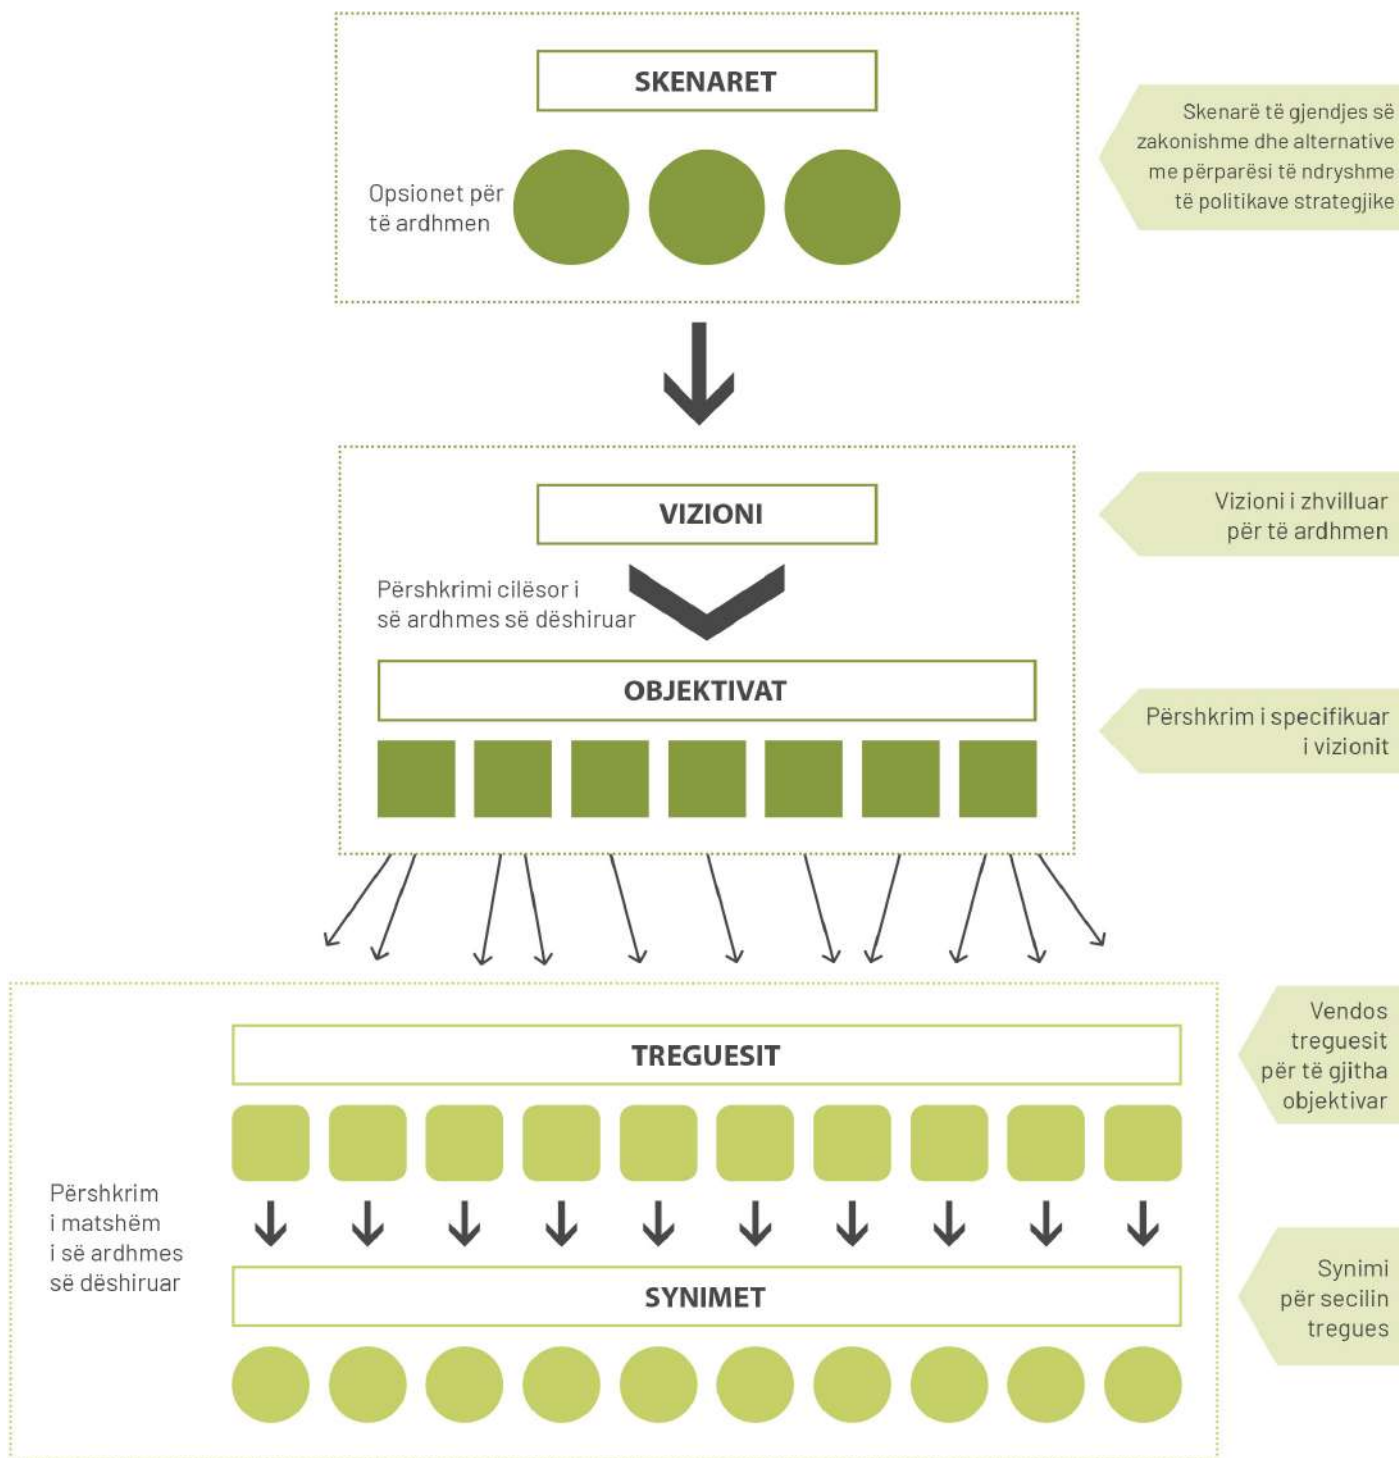 SKENARET
Opsionet për
të ardhmen
Skenarë të gjendjes së
zakonishme dhe alternative
me përparësi të ndryshme
të politikave strategjike
VIZIONI
Vizioni i zhvilluar
për të ardhmen
Përshkrimi cilësor i
së ardhmes së dëshiruar
OBJEKTIVAT
Përshkrim i specifikuar
i vizionit
TREGUESIT
Vendos
treguesit
për të gjitha
objektivar
Përshkrim
i matshëm
i së ardhmes
së dëshiruar
SYNIMET
Synimi
për secilin
tregues